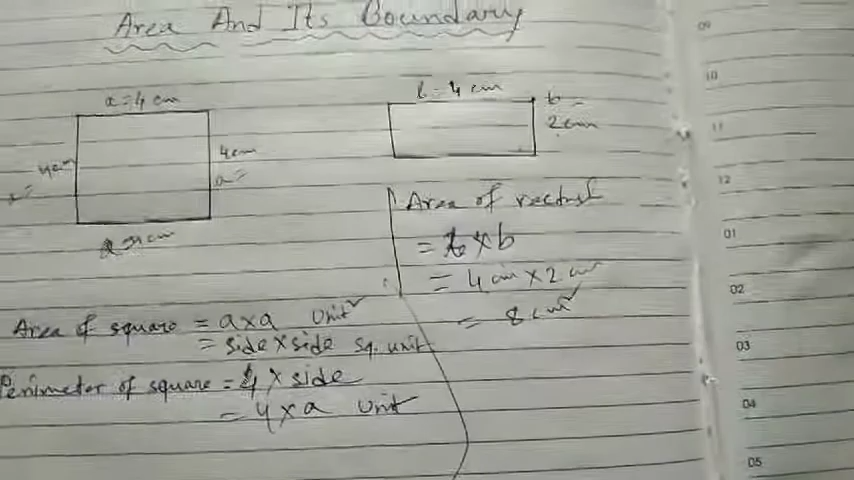 Area And Its Boundary
a = 4 cm
4cm
4cm
a =
a = 4 cm
l = 4 cm
b =
2cm
Area of square = a×a Unit²
= side × side sq. unit
Perimeter of square = 4 × side
= 4 × a Unit
Area of
= l × b
= 4 cm × 2 cm
= 8 cm²
09
10
11
12
01
02
03
04
05